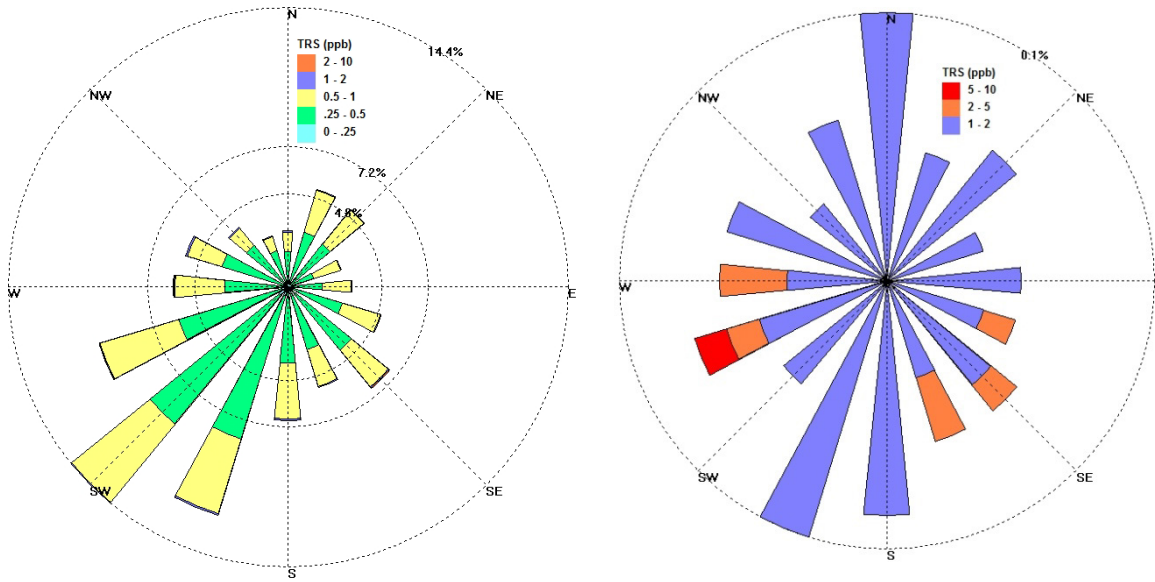 N
TRS (ppb)
2 - 10
1 - 2
0.5 - 1
.25 - 0.5
0 - .25
14.4%
NW
NE
7.2%
4.8%
W
E
SW
SE
S
N
0.1%
TRS (ppb)
5 - 10
2 - 5
1 - 2
NW
NE
W
SW
SE
S